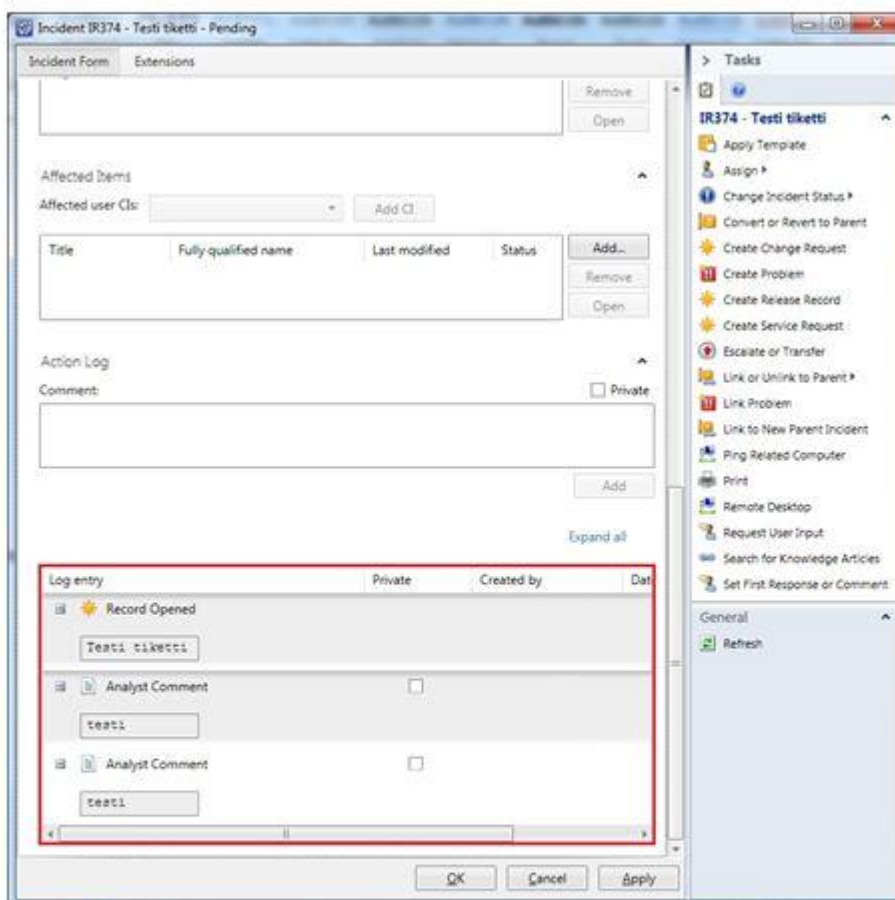 Incident IR374 - Testi tiketti - Pending
Incident Form Extensions
Remove
Open
Affected Items
Affected user CIs: Add CI
Title Fully qualified name Last modified Status Add...
Remove
Open
Action Log
Comment: Private
Add
Expand all
Log entry Private Created by Dat
Record Opened
Testi tiketti
Analyst Comment
testi
Analyst Comment
testi
OK Cancel Apply
Tasks
IR374 - Testi tiketti
Apply Template
Assign
Change Incident Status
Convert or Revert to Parent
Create Change Request
Create Problem
Create Release Record
Create Service Request
Escalate or Transfer
Link or Unlink to Parent
Link Problem
Link to New Parent Incident
Ping Related Computer
Print
Remote Desktop
Request User Input
Search for Knowledge Articles
Set First Response or Comment
General
Refresh